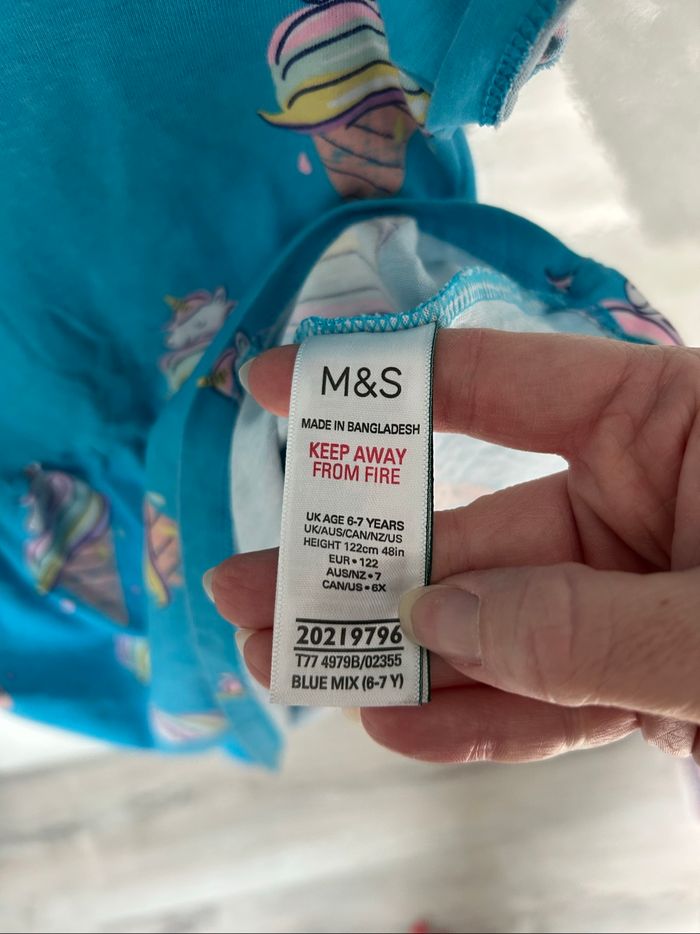 M&S
MADE IN BANGLADESH
KEEP AWAY
FROM FIRE
UK AGE 6-7 YEARS
UK/AUS/CAN/NZ/US
HEIGHT 122cm 48in
EUR • 122
AUS/NZ • 7
CAN/US • 6X
20219796
T77 4979B/02355
BLUE MIX (6-7 Y)